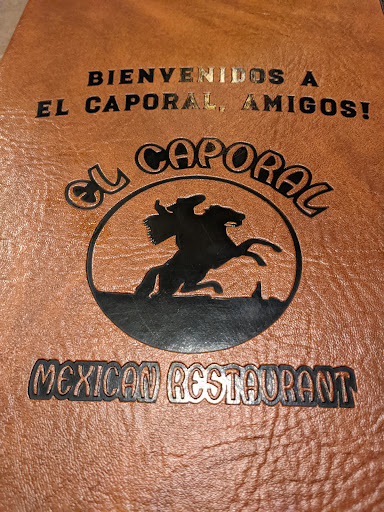 BIENVENIDOS A
EL CAPORAL, AMIGOS!
EL CAPORAL
MEXICAN RESTAURANT